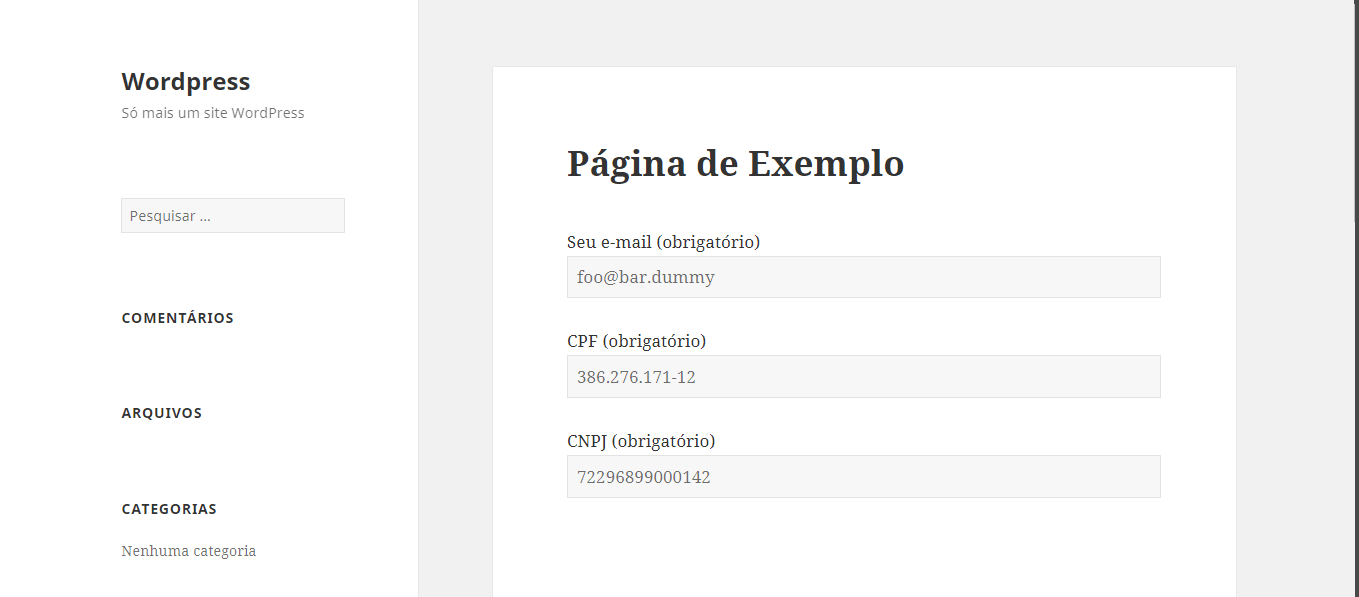 Wordpress
Só mais um site WordPress
Pesquisar ...
COMENTÁRIOS
ARQUIVOS
CATEGORIAS
Nenhuma categoria
Página de Exemplo
Seu e-mail (obrigatório)
foo@bar.dummy
CPF (obrigatório)
386.276.171-12
CNPJ (obrigatório)
72296899000142